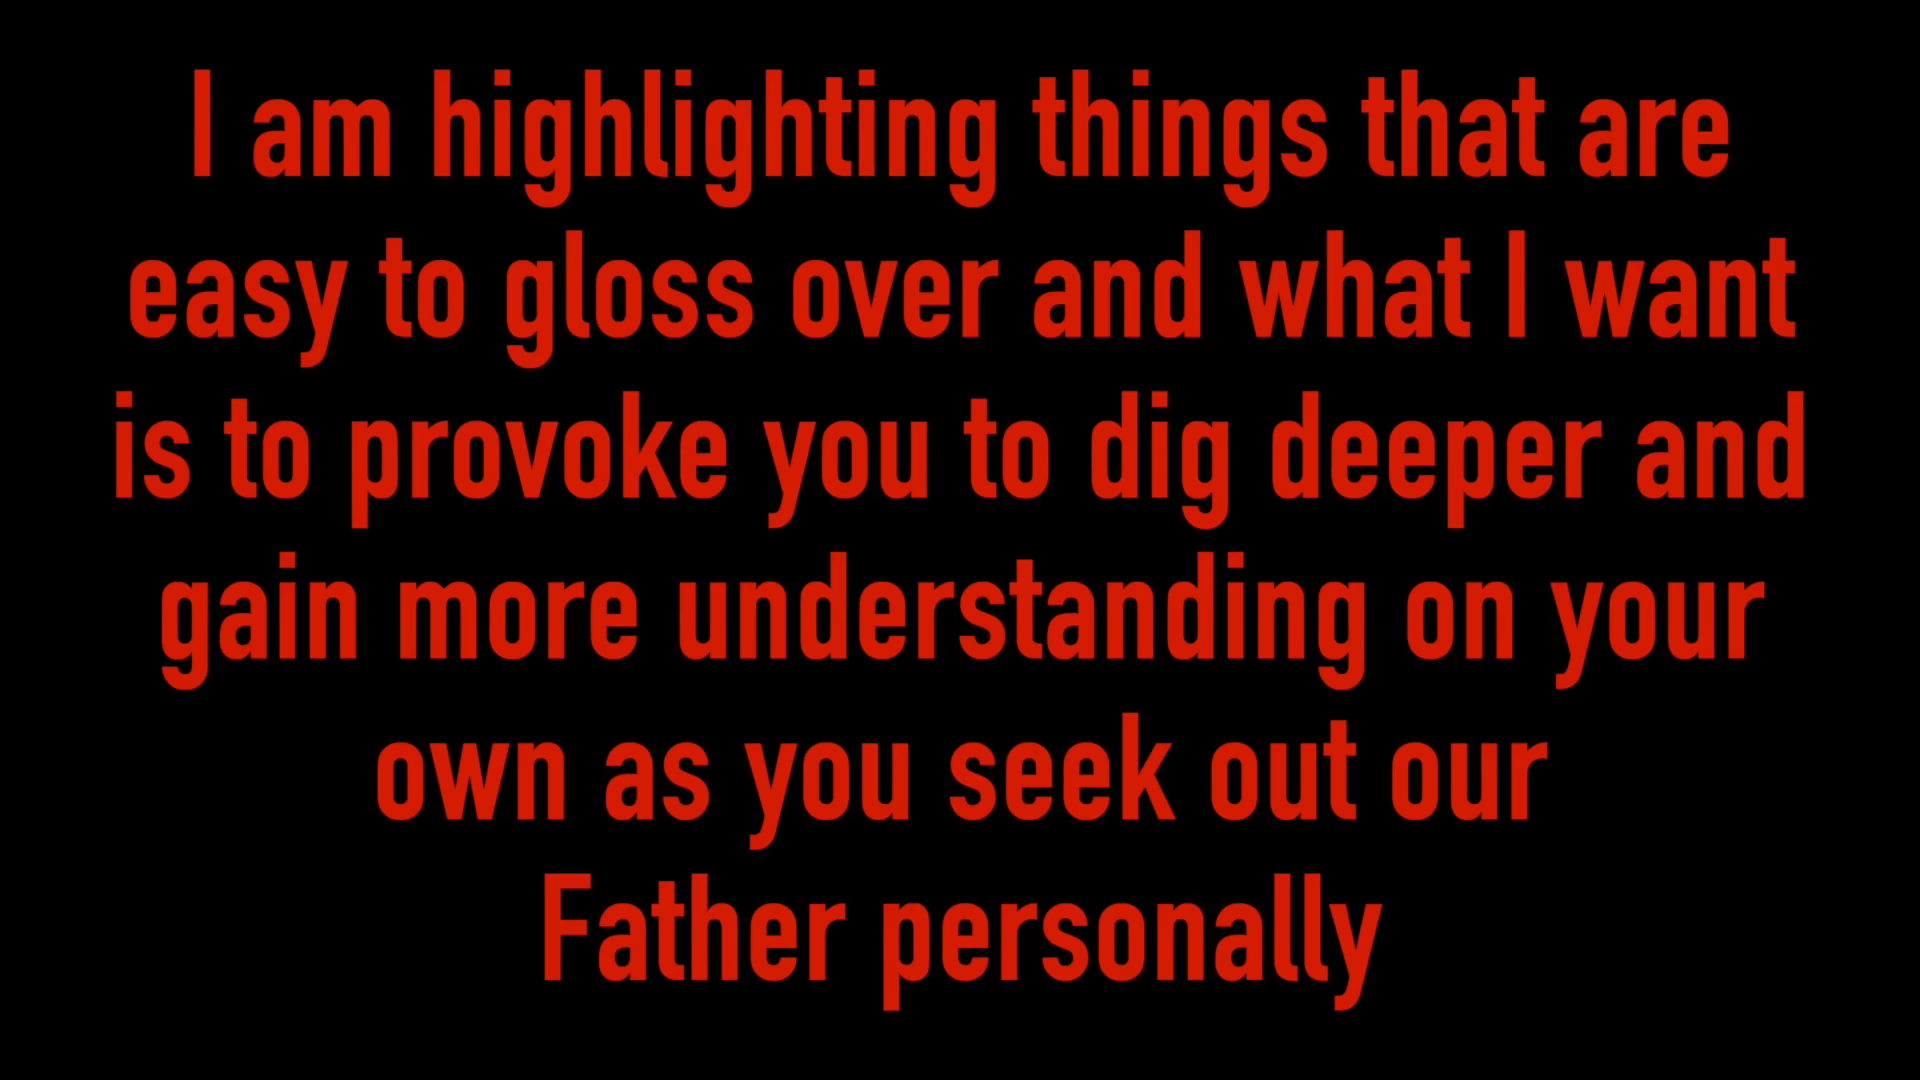 I am highlighting things that are
easy to gloss over and what I want
is to provoke you to dig deeper and
gain more understanding on your
own as you seek out our
Father personally